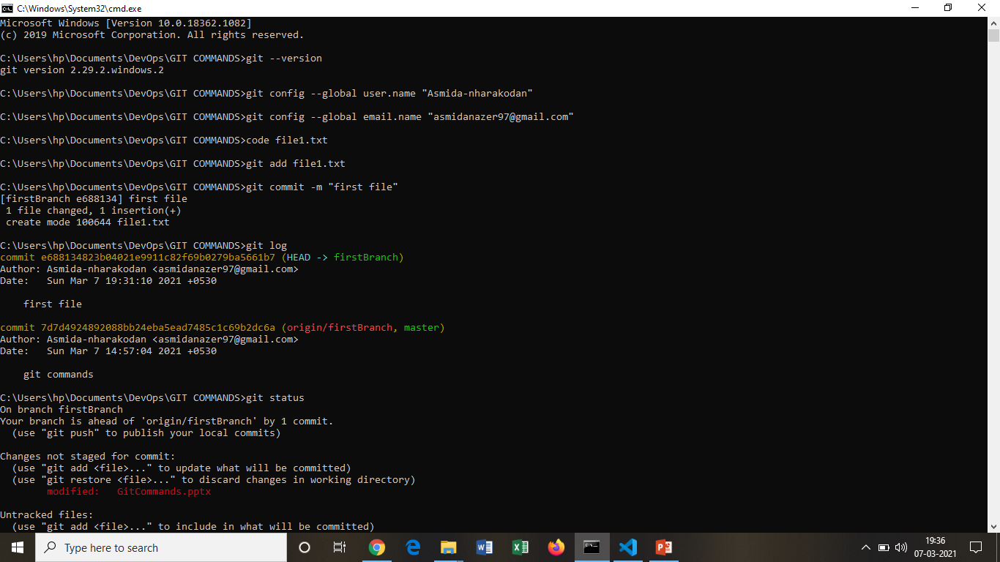 C:\Windows\System32\cmd.exe
Microsoft Windows [Version 10.0.18362.1082]
(c) 2019 Microsoft Corporation. All rights reserved.
C:\Users\hp\Documents\DevOps\GIT COMMANDS>git --version
git version 2.29.2.windows.2
C:\Users\hp\Documents\DevOps\GIT COMMANDS>git config --global user.name "Asmida-nharakodan"
C:\Users\hp\Documents\DevOps\GIT COMMANDS>git config --global email.name "asmidanazer97@gmail.com"
C:\Users\hp\Documents\DevOps\GIT COMMANDS>code file1.txt
C:\Users\hp\Documents\DevOps\GIT COMMANDS>git add file1.txt
C:\Users\hp\Documents\DevOps\GIT COMMANDS>git commit -m "first file"
[firstBranch e688134] first file
 1 file changed, 1 insertion(+)
 create mode 100644 file1.txt
C:\Users\hp\Documents\DevOps\GIT COMMANDS>git log
commit e688134823b04021e9911c82f69b0279ba5661b7 (HEAD -> firstBranch)
Author: Asmida-nharakodan <asmidanazer97@gmail.com>
Date:   Sun Mar 7 19:31:10 2021 +0530
    first file
commit 7d7d4924892088bb24eba5ead7485c1c69b2dc6a (origin/firstBranch, master)
Author: Asmida-nharakodan <asmidanazer97@gmail.com>
Date:   Sun Mar 7 14:57:04 2021 +0530
    git commands
C:\Users\hp\Documents\DevOps\GIT COMMANDS>git status
On branch firstBranch
Your branch is ahead of 'origin/firstBranch' by 1 commit.
  (use "git push" to publish your local commits)
Changes not staged for commit:
  (use "git add <file>..." to update what will be committed)
  (use "git restore <file>..." to discard changes in working directory)
        modified:   GitCommands.pptx
Untracked files:
  (use "git add <file>..." to include in what will be committed)
Type here to search
19:36
07-03-2021